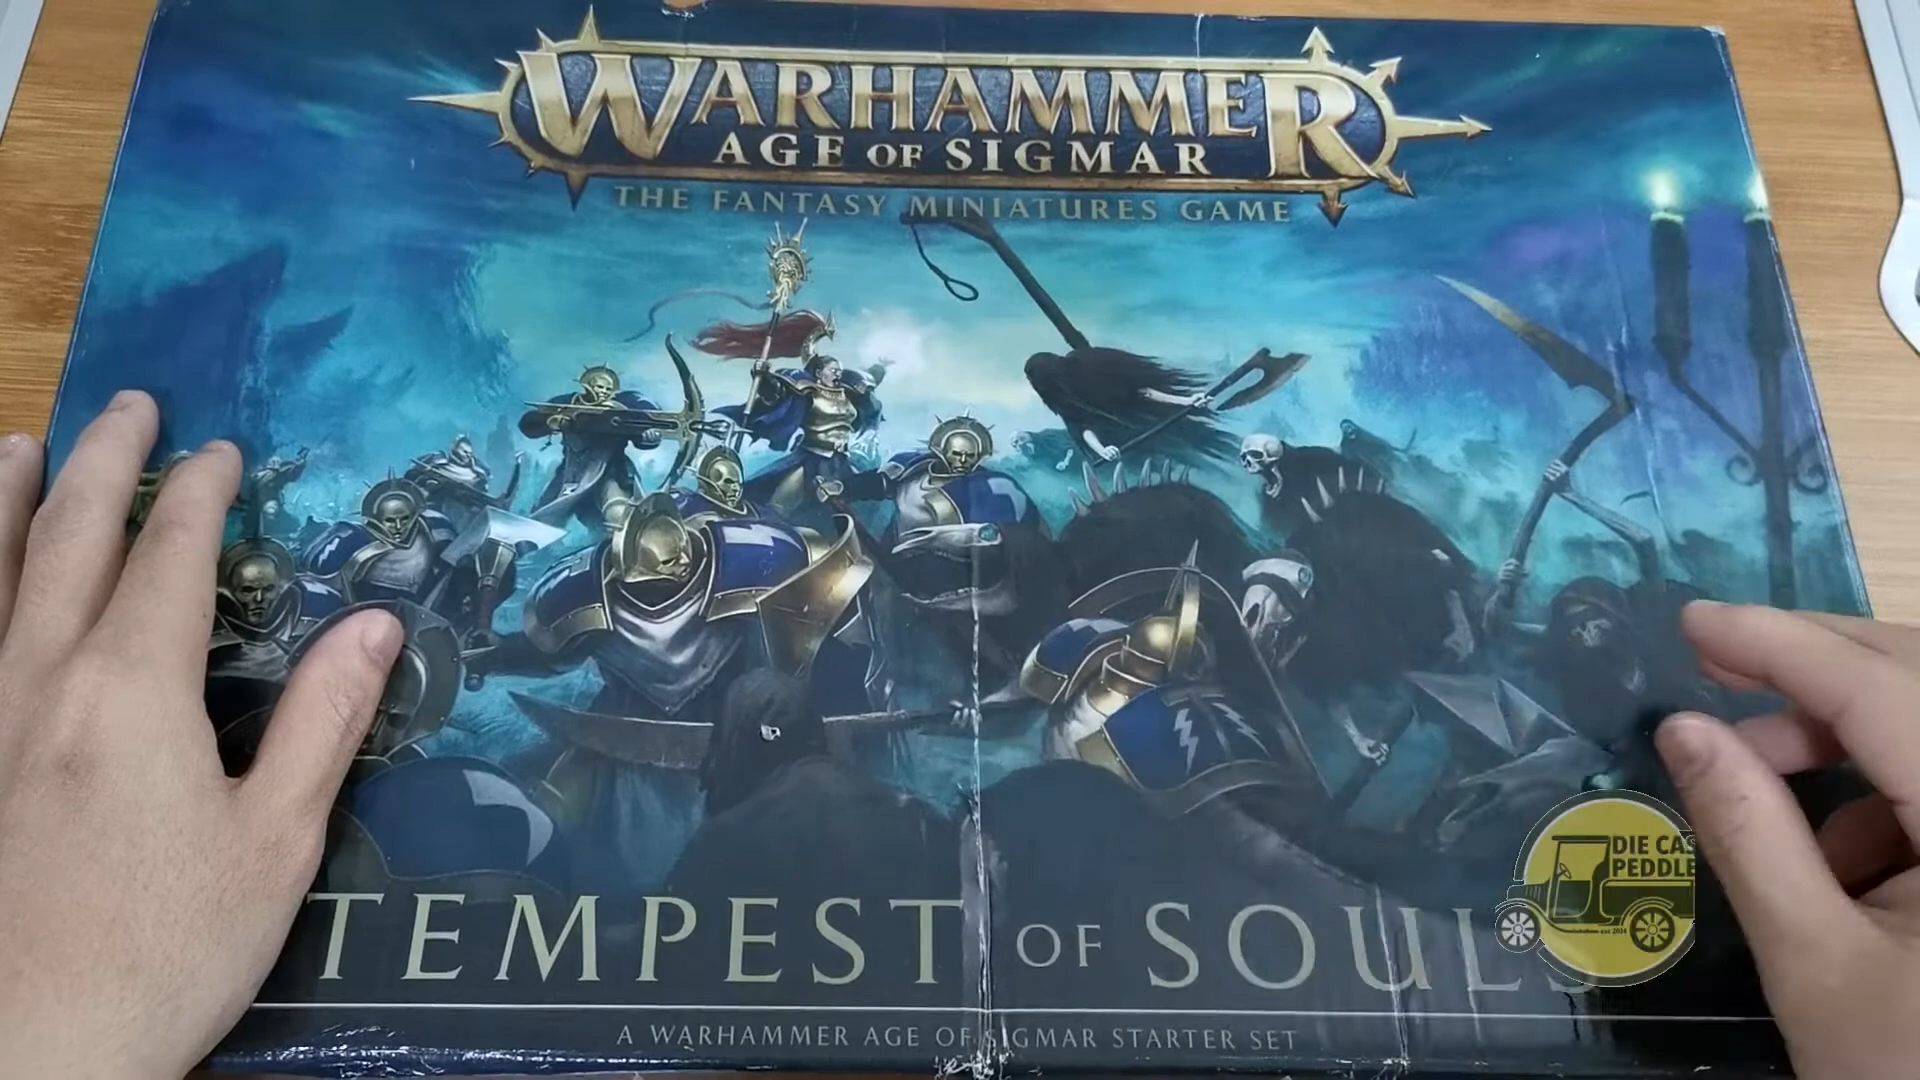 WARHAMMER
AGE OF SIGMAR
THE FANTASY MINIATURES GAME
DIE CAS
PEDDLE
TEMPEST OF SOULS
A WARHAMMER AGE OF SIGMAR STARTER SET